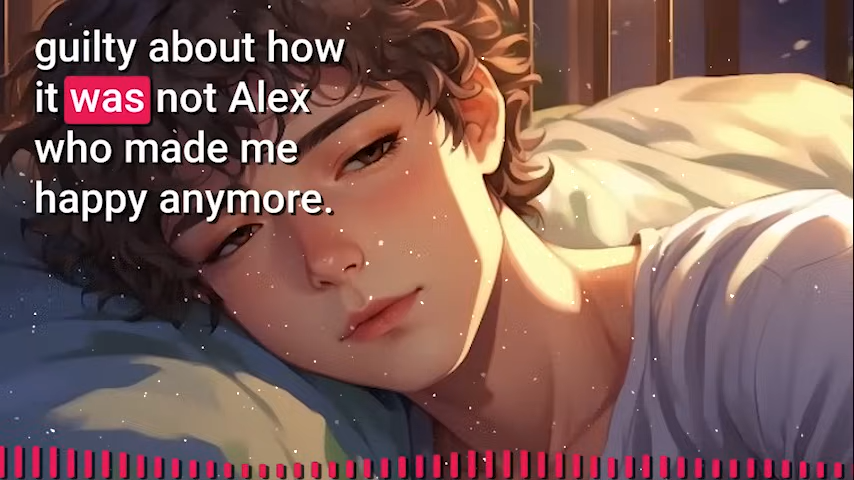 guilty about how
it was not Alex
who made me
happy anymore.